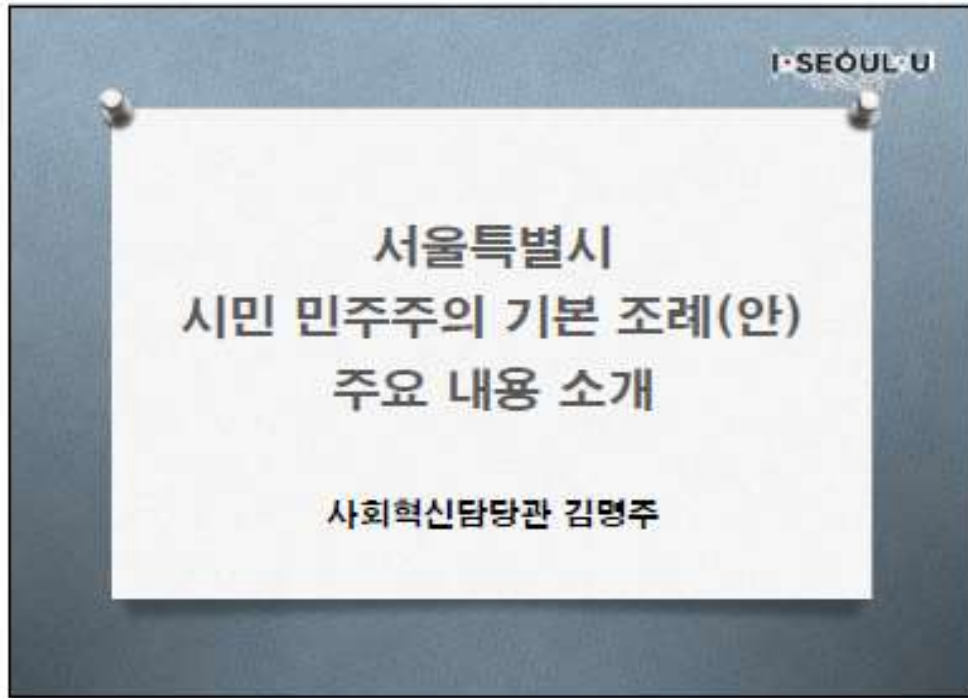 I·SEOUL·U
서울특별시
시민 민주주의 기본 조례(안)
주요 내용 소개
사회혁신담당관 김명주